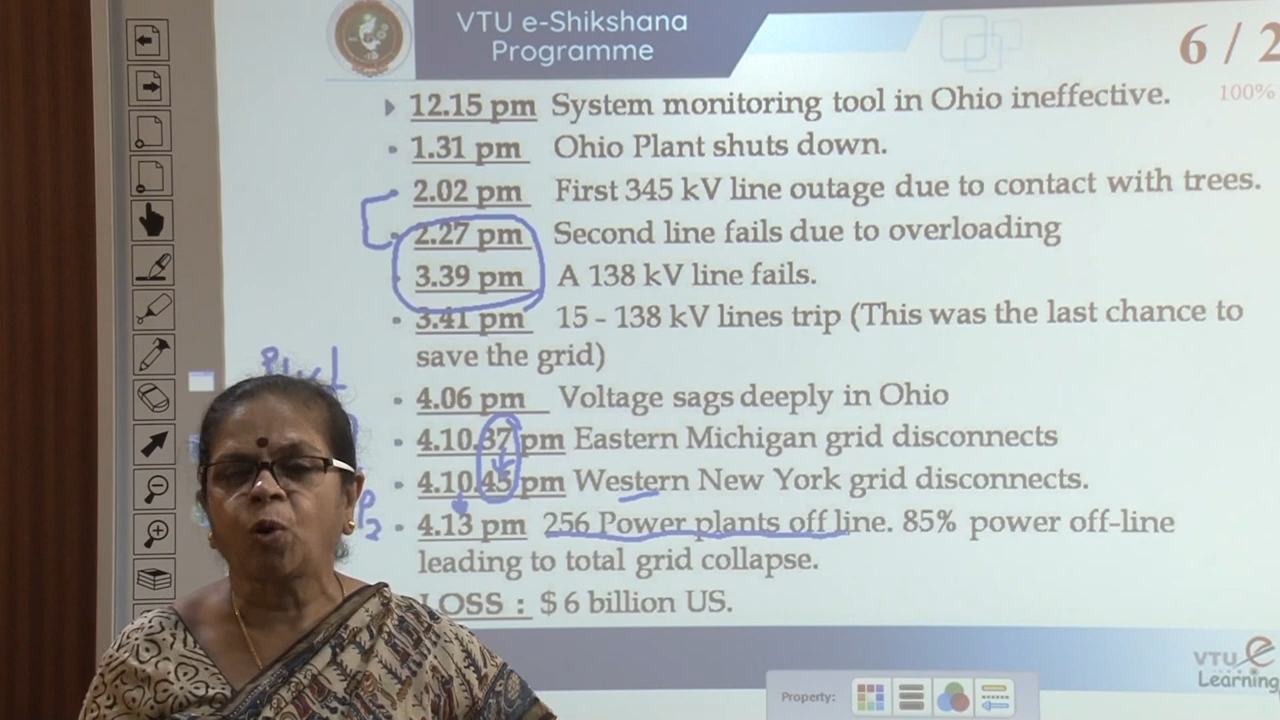 VTU e-Shikshana
Programme
6 / 2
100%
12.15 pm System monitoring tool in Ohio ineffective.
1.31 pm Ohio Plant shuts down.
2.02 pm First 345 kV line outage due to contact with trees.
2.27 pm Second line fails due to overloading
3.39 pm A 138 kV line fails.
3.41 pm 15 - 138 kV lines trip (This was the last chance to
save the grid)
4.06 pm Voltage sags deeply in Ohio
4.10.37 pm Eastern Michigan grid disconnects
4.10.45 pm Western New York grid disconnects.
4.13 pm 256 Power plants off line. 85% power off-line
leading to total grid collapse.
LOSS : $ 6 billion US.
VTU e
Learning
Property: